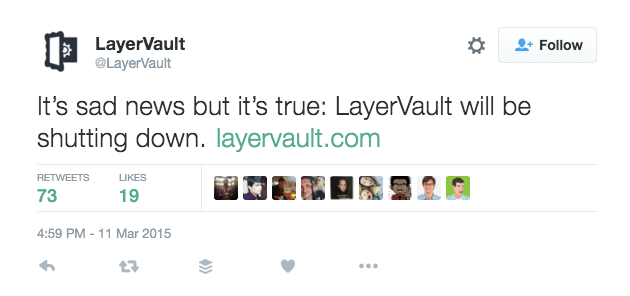 LayerVault
@LayerVault
Follow
It's sad news but it's true: LayerVault will be
shutting down. layervault.com
RETWEETS LIKES
73 19
4:59 PM - 11 Mar 2015